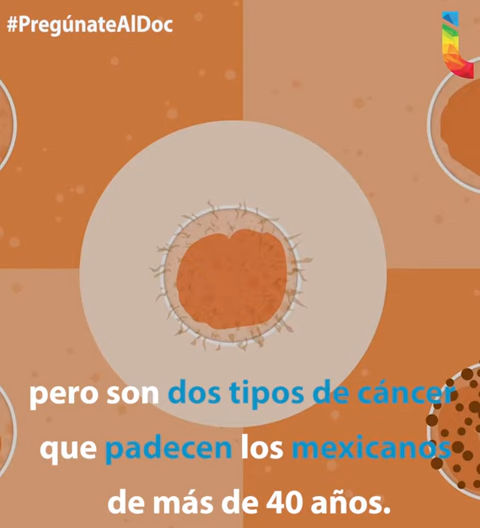 #PregúnateAlDoc
pero son dos tipos de cáncer
que padecen los mexicanos
de más de 40 años.